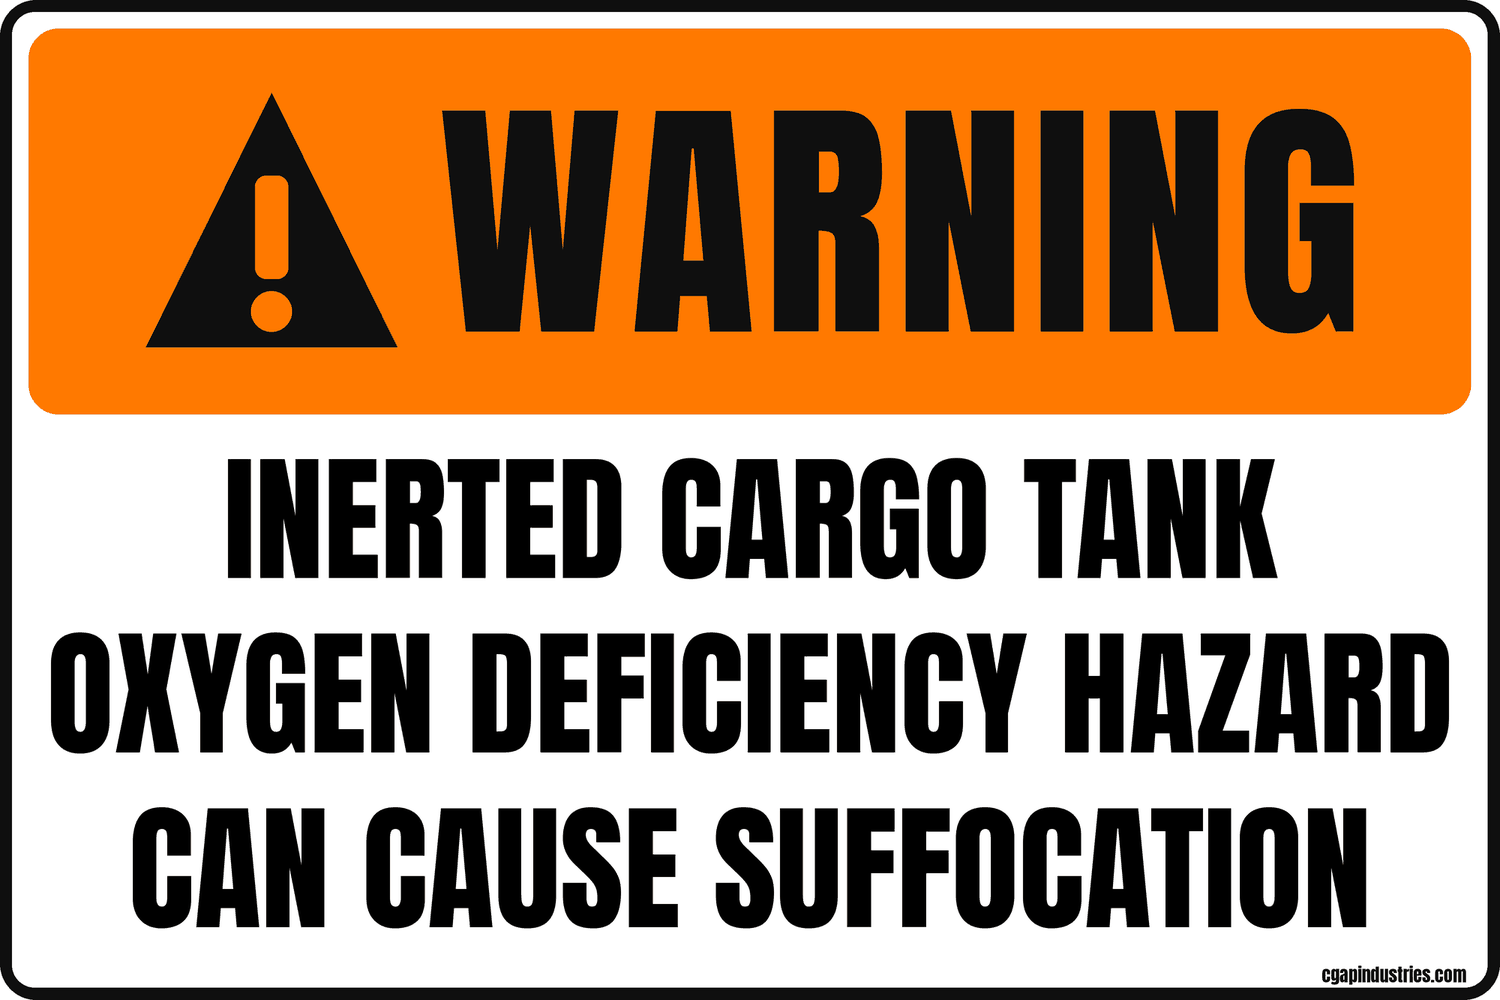 WARNING
INERTED CARGO TANK
OXYGEN DEFICIENCY HAZARD
CAN CAUSE SUFFOCATION
cgapindustries.com